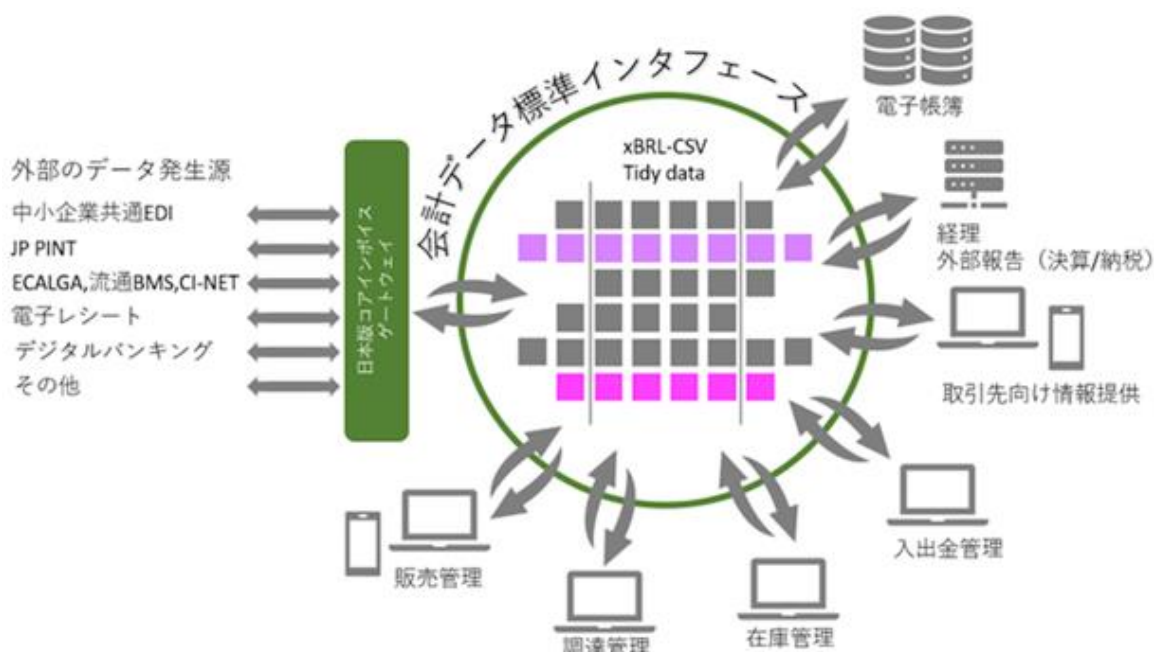 会計データ標準インタフェース
xBRL-CSV
Tidy data
外部のデータ発生源
中小企業共通EDI
JP PINT
ECALGA,流通BMS,CI-NET
電子レシート
デジタルバンキング
その他
日本版コアインボイス
ゲートウェイ
電子帳簿
経理
外部報告（決算/納税）
取引先向け情報提供
入出金管理
在庫管理
調達管理
販売管理